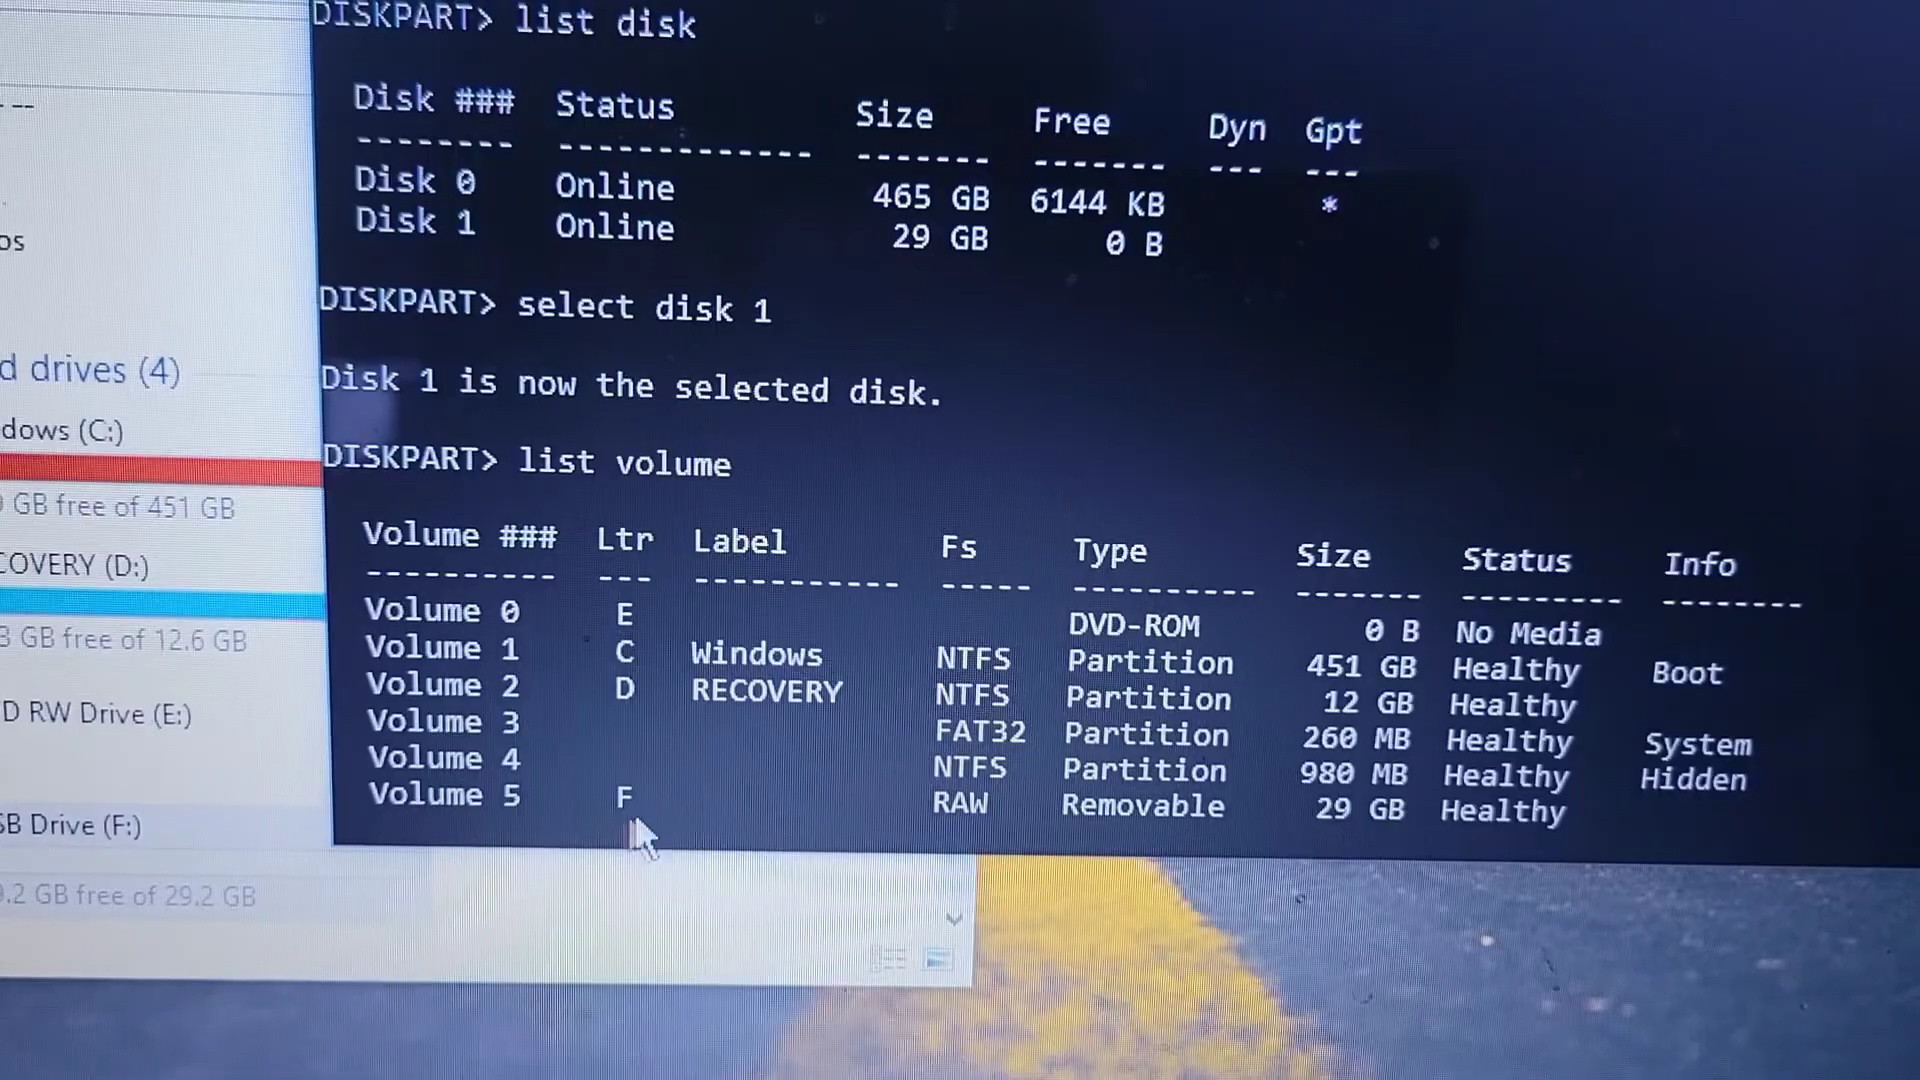 DISKPART> list disk
Disk ### Status Size Free Dyn Gpt
-------- ------------- ------- ------- --- ---
Disk 0 Online 465 GB 6144 KB *
Disk 1 Online 29 GB 0 B
DISKPART> select disk 1
Disk 1 is now the selected disk.
DISKPART> list volume
Volume ### Ltr Label Fs Type Size Status Info
---------- --- ----------- ----- ---------- ------- --------- --------
Volume 0 E DVD-ROM 0 B No Media
Volume 1 C Windows NTFS Partition 451 GB Healthy Boot
Volume 2 D RECOVERY NTFS Partition 12 GB Healthy
Volume 3 FAT32 Partition 260 MB Healthy System
Volume 4 NTFS Partition 980 MB Healthy Hidden
Volume 5 F RAW Removable 29 GB Healthy
os
d drives (4)
dows (C:)
GB free of 451 GB
COVERY (D:)
3 GB free of 12.6 GB
D RW Drive (E:)
SB Drive (F:)
.2 GB free of 29.2 GB